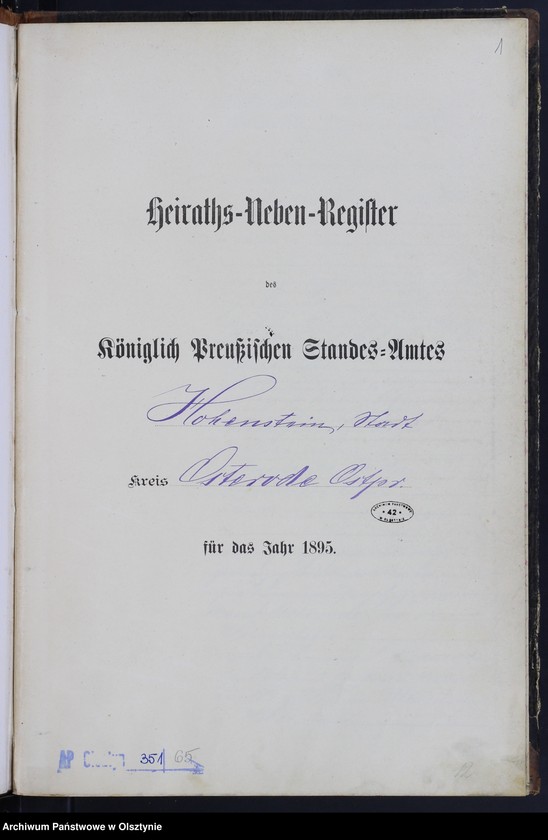 1
Heiraths-Neben-Register
des
Königlich Preußischen Standes-Amtes
Hohenstein, Stadt
Kreis Osterode Ostpr.
42
für das Jahr 1895.
AP 351/65
Archiwum Państwowe w Olsztynie